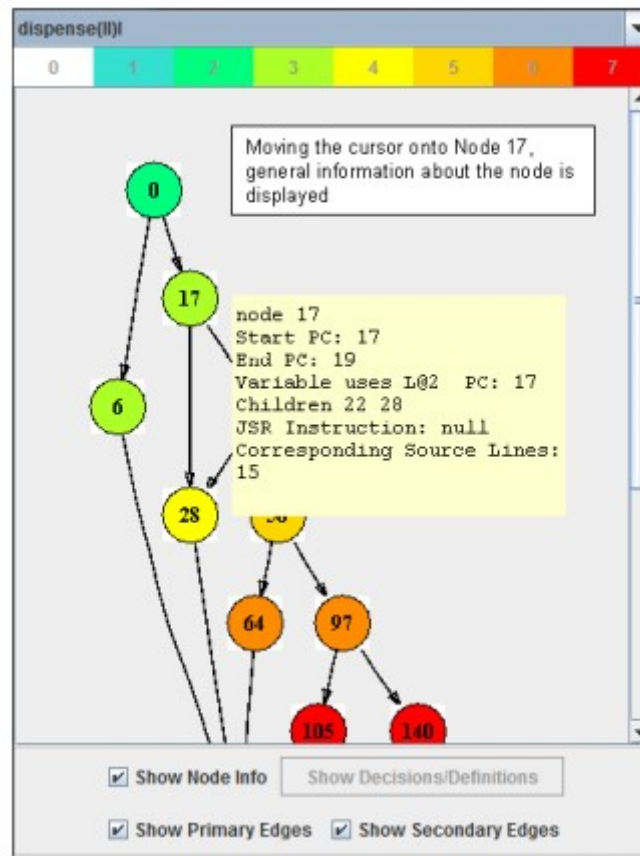 dispense(II)I
0 1 2 3 4 5 6 7
Moving the cursor onto Node 17,
general information about the node is
displayed
0
17
node 17
Start PC: 17
End PC: 19
Variable uses L@2 PC: 17
Children 22 28
JSR Instruction: null
Corresponding Source Lines:
15
6
28
64
97
105
140
Show Node Info
Show Decisions/Definitions
Show Primary Edges
Show Secondary Edges